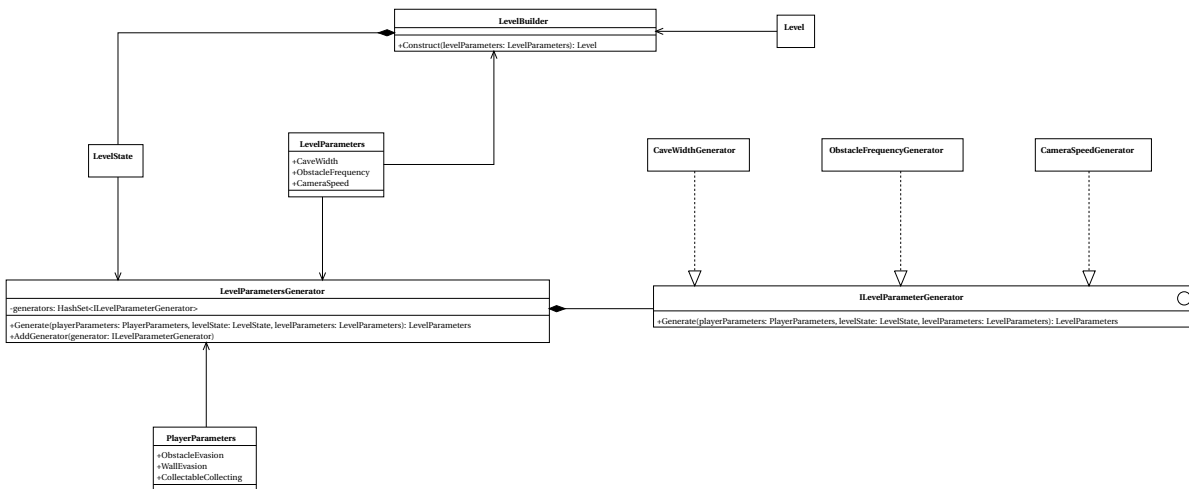 LevelBuilder
+Construct(levelParameters: LevelParameters): Level
Level
LevelState
LevelParameters
+CaveWidth
+ObstacleFrequency
+CameraSpeed
CaveWidthGenerator
ObstacleFrequencyGenerator
CameraSpeedGenerator
LevelParametersGenerator
-generators: HashSet<ILevelParameterGenerator>
+Generate(playerParameters: PlayerParameters, levelState: LevelState, levelParameters: LevelParameters): LevelParameters
+AddGenerator(generator: ILevelParameterGenerator)
ILevelParameterGenerator
+Generate(playerParameters: PlayerParameters, levelState: LevelState, levelParameters: LevelParameters): LevelParameters
PlayerParameters
+ObstacleEvasion
+WallEvasion
+CollectableCollecting